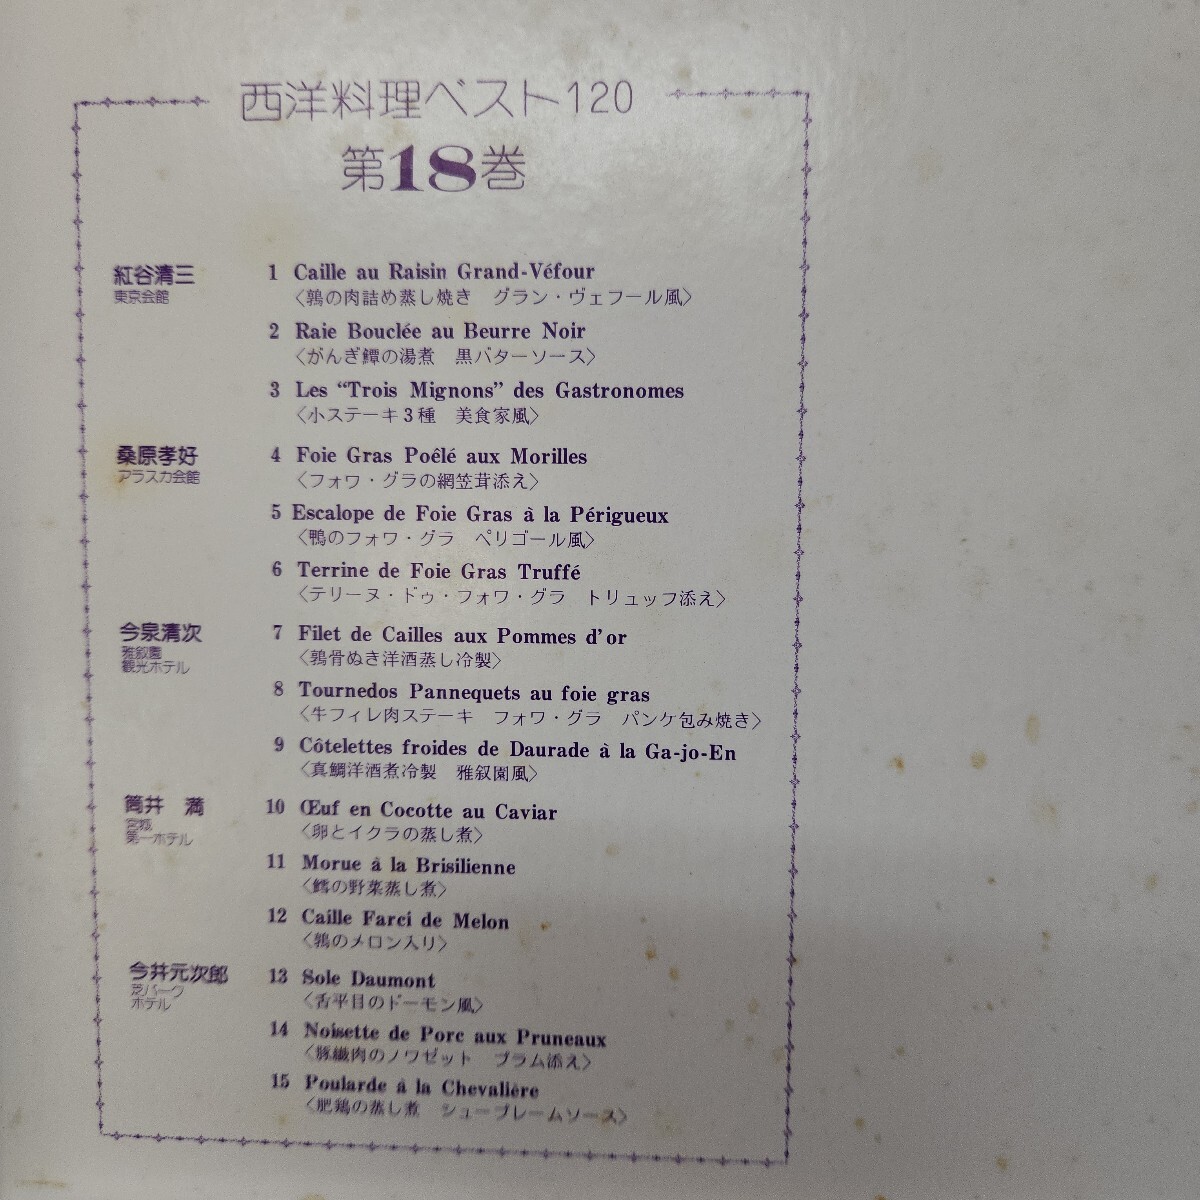 西洋料理ベスト120
第18巻
紅谷清三
東京会館
1 Caille au Raisin Grand-Véfour
〈鶉の肉詰め蒸し焼き　グラン・ヴェフール風〉
2 Raie Bouclée au Beurre Noir
〈がんぎ鱏の湯煮　黒バターソース〉
3 Les “Trois Mignons” des Gastronomes
〈小ステーキ3種　美食家風〉
桑原孝好
アラスカ会館
4 Foie Gras Poêlé aux Morilles
〈フォワ・グラの網笠茸添え〉
5 Escalope de Foie Gras à la Périgueux
〈鴨のフォワ・グラ　ペリゴール風〉
6 Terrine de Foie Gras Truffé
〈テリーヌ・ドゥ・フォワ・グラ　トリュッフ添え〉
今泉清次
雅叙園
観光ホテル
7 Filet de Cailles aux Pommes d’or
〈鶉骨ぬき洋酒蒸し冷製〉
8 Tournedos Pannequets au foie gras
〈牛フィレ肉ステーキ　フォワ・グラ　パンケ包み焼き〉
9 Côtelettes froides de Daurade à la Ga-jo-En
〈真鯛洋酒煮冷製　雅叙園風〉
筒井　満
宮城
第一ホテル
10 Œuf en Cocotte au Caviar
〈卵とイクラの蒸し煮〉
11 Morue à la Brisilienne
〈鱈の野菜蒸し煮〉
12 Caille Farci de Melon
〈鶉のメロン入り〉
今井元次郎
芝パーク
ホテル
13 Sole Daumont
〈舌平目のドーモン風〉
14 Noisette de Porc aux Pruneaux
〈豚繊肉のノワゼット　プラム添え〉
15 Poularde à la Chevalière
〈肥鶏の蒸し煮　シュープレームソース〉